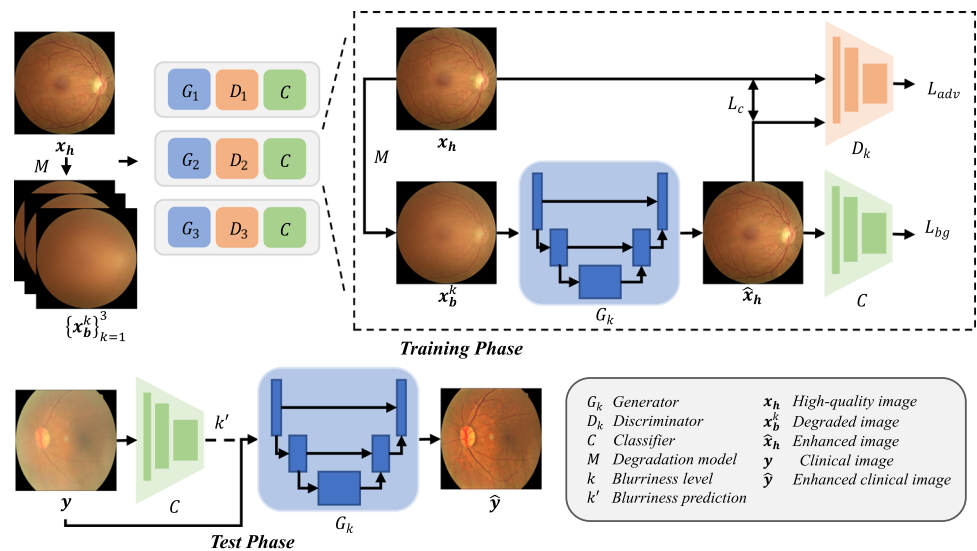 x_h
M
{x_b^k}_{k=1}^3
G_1 D_1 C
G_2 D_2 C
G_3 D_3 C
x_h
M
x_b^k
G_k
x̂_h
L_c
D_k
L_adv
C
L_bg
Training Phase
y
C
k′
G_k
ŷ
Test Phase
G_k Generator
D_k Discriminator
C Classifier
M Degradation model
k Blurriness level
k′ Blurriness prediction
x_h High-quality image
x_b^k Degraded image
x̂_h Enhanced image
y Clinical image
ŷ Enhanced clinical image